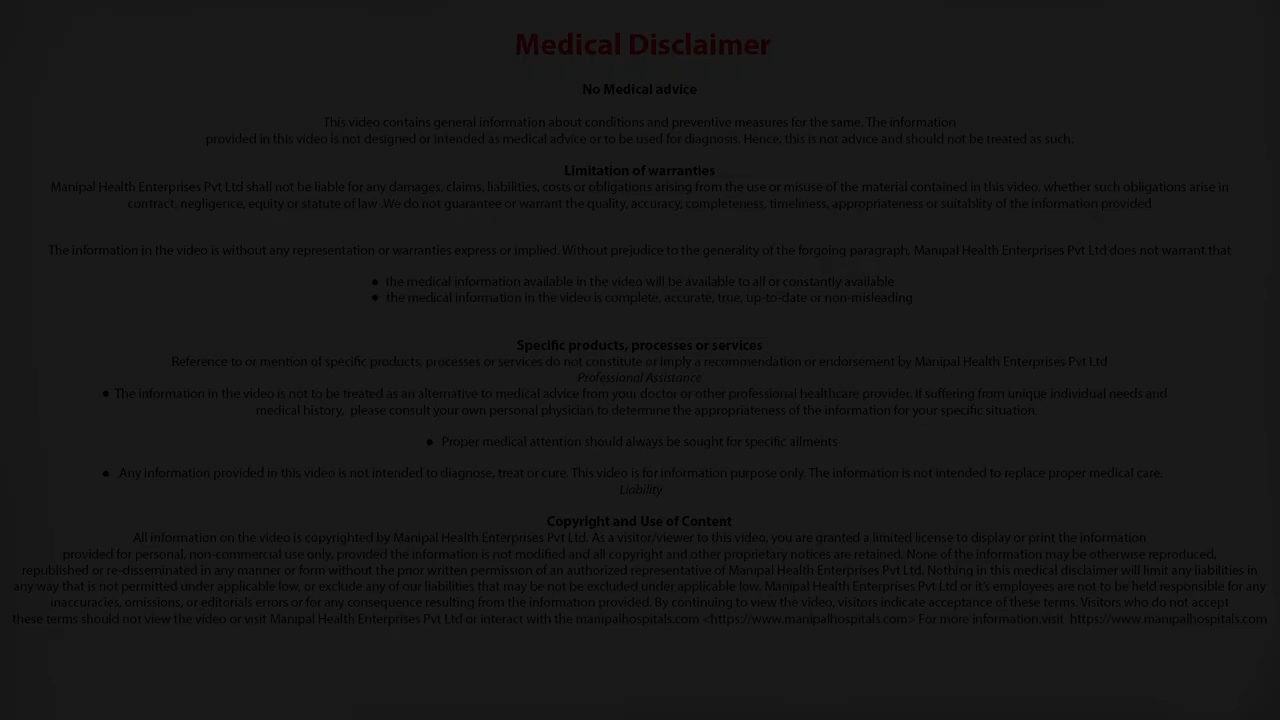 Medical Disclaimer
No Medical advice
This video contains general information about conditions and preventive measures for the same. The information
provided in this video is not designed or intended as medical advice or to be used for diagnosis. Hence, this is not advice and should not be treated as such.
Limitation of warranties
Manipal Health Enterprises Pvt Ltd shall not be liable for any damages, claims, liabilities, costs or obligations arising from the use or misuse of the material contained in this video, whether such obligations arise in
contract, negligence, equity or statute of law .We do not guarantee or warrant the quality, accuracy, completeness, timeliness, appropriateness or suitablity of the information provided
The information in the video is without any representation or warranties express or implied. Without prejudice to the generality of the forgoing paragraph, Manipal Health Enterprises Pvt Ltd does not warrant that
● the medical information available in the video will be available to all or constantly available
● the medical information in the video is complete, accurate, true, up-to-date or non-misleading
Specific products, processes or services
Reference to or mention of specific products, processes or services do not constitute or imply a recommendation or endorsement by Manipal Health Enterprises Pvt Ltd
Professional Assistance
● The information in the video is not to be treated as an alternative to medical advice from your doctor or other professional healthcare provider. If suffering from unique individual needs and
medical history, please consult your own personal physician to determine the appropriateness of the information for your specific situation.
● Proper medical attention should always be sought for specific ailments
● Any information provided in this video is not intended to diagnose, treat or cure. This video is for information purpose only. The information is not intended to replace proper medical care.
Liability
Copyright and Use of Content
All information on the video is copyrighted by Manipal Health Enterprises Pvt Ltd. As a visitor/viewer to this video, you are granted a limited license to display or print the information
provided for personal, non-commercial use only, provided the information is not modified and all copyright and other proprietary notices are retained. None of the information may be otherwise reproduced,
republished or re-disseminated in any manner or form without the prior written permission of an authorized representative of Manipal Health Enterprises Pvt Ltd. Nothing in this medical disclaimer will limit any liabilities in
any way that is not permitted under applicable low, or exclude any of our liabilities that may be not be excluded under applicable low. Manipal Health Enterprises Pvt Ltd or it's employees are not to be held responsible for any
inaccuracies, omissions, or editorials errors or for any consequence resulting from the information provided. By continuing to view the video, visitors indicate acceptance of these terms. Visitors who do not accept
these terms should not view the video or visit Manipal Health Enterprises Pvt Ltd or interact with the manipalhospitals.com <https://www.manipalhospitals.com> For more information.visit https://www.manipalhospitals.com